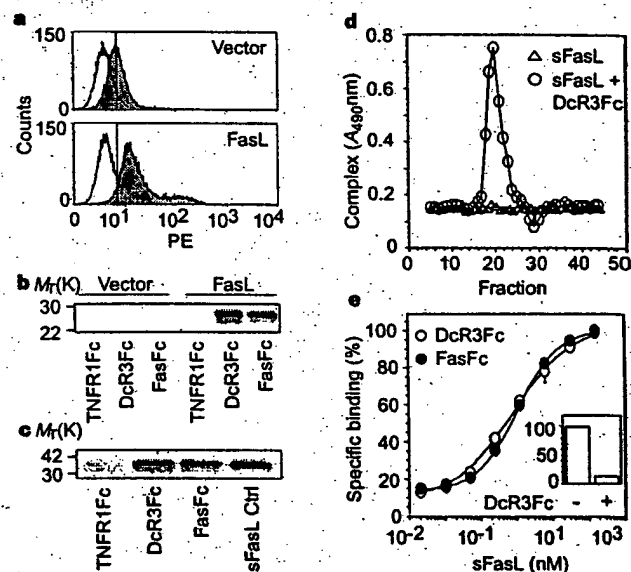 a
150
Vector
0
150
FasL
0
Counts
0 10¹ 10² 10³ 10⁴
PE
b Mr(K) Vector FasL
30
22
TNFR1Fc
DcR3Fc
FasFc
TNFR1Fc
DcR3Fc
FasFc
c Mr(K)
42
30
TNFR1Fc
DcR3Fc
FasFc
sFasL Ctrl
d
0.8
0.6
0.4
0.2
0
Complex (A490nm)
△ sFasL
○ sFasL +
DcR3Fc
0 10 20 30 40 50
Fraction
e
100
80
60
40
20
0
Specific binding (%)
○ DcR3Fc
● FasFc
100
50
0
DcR3Fc - +
10⁻² 10⁻¹ 10¹ 10³
sFasL (nM)